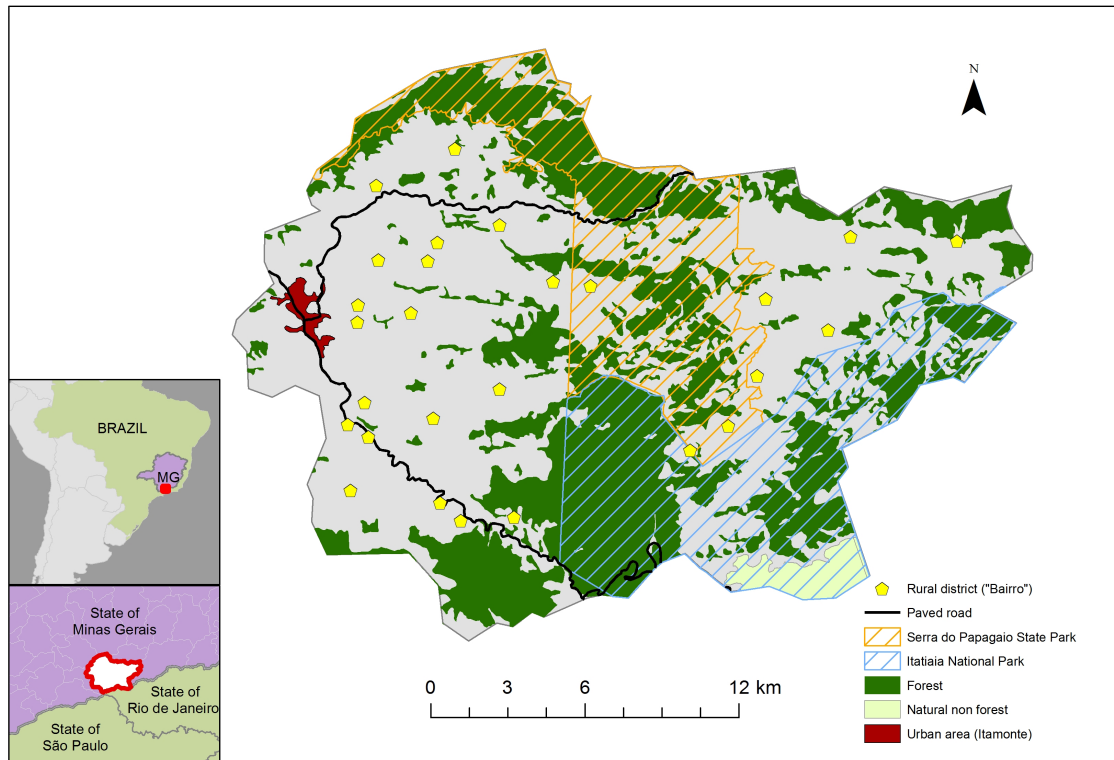 N
BRAZIL
MG
State of
Minas Gerais
State of
Rio de Janeiro
State of
São Paulo
0 3 6 12 km
Rural district ("Bairro")
Paved road
Serra do Papagaio State Park
Itatiaia National Park
Forest
Natural non forest
Urban area (Itamonte)